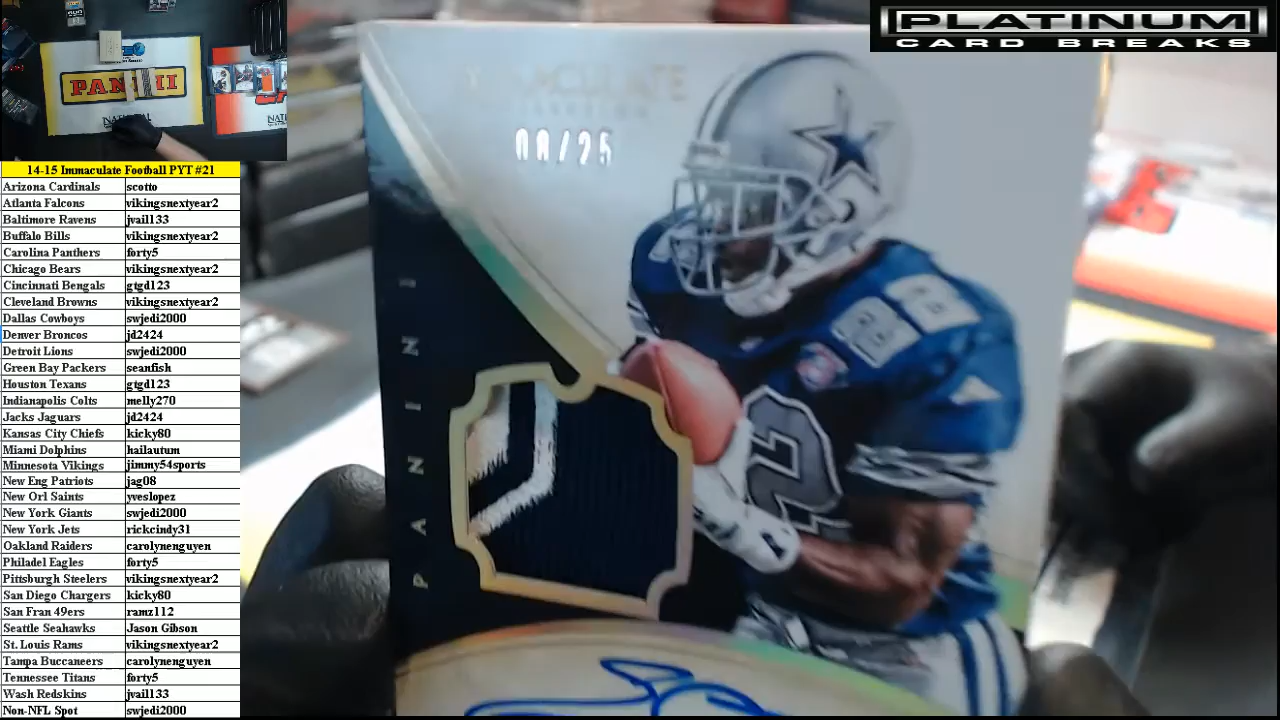 PLATINUM
CARD BREAKS
PANINI
14-15 Immaculate Football PYT #21
Arizona Cardinals scotto
Atlanta Falcons vikingsnextyear2
Baltimore Ravens jvail133
Buffalo Bills vikingsnextyear2
Carolina Panthers forty5
Chicago Bears vikingsnextyear2
Cincinnati Bengals gtgd123
Cleveland Browns vikingsnextyear2
Dallas Cowboys swjedi2000
Denver Broncos jd2424
Detroit Lions swjedi2000
Green Bay Packers seanfish
Houston Texans gtgd123
Indianapolis Colts melly270
Jacks Jaguars jd2424
Kansas City Chiefs kicky80
Miami Dolphins hailautum
Minnesota Vikings jimmy54sports
New Eng Patriots jag08
New Orl Saints yveslopez
New York Giants swjedi2000
New York Jets rickcindy31
Oakland Raiders carolynenguyen
Philadel Eagles forty5
Pittsburgh Steelers vikingsnextyear2
San Diego Chargers kicky80
San Fran 49ers ramz112
Seattle Seahawks Jason Gibson
St. Louis Rams vikingsnextyear2
Tampa Buccaneers carolynenguyen
Tennessee Titans forty5
Wash Redskins jvail133
Non-NFL Spot swjedi2000
IMMACULATE
COLLECTION
08/25
PANINI
88